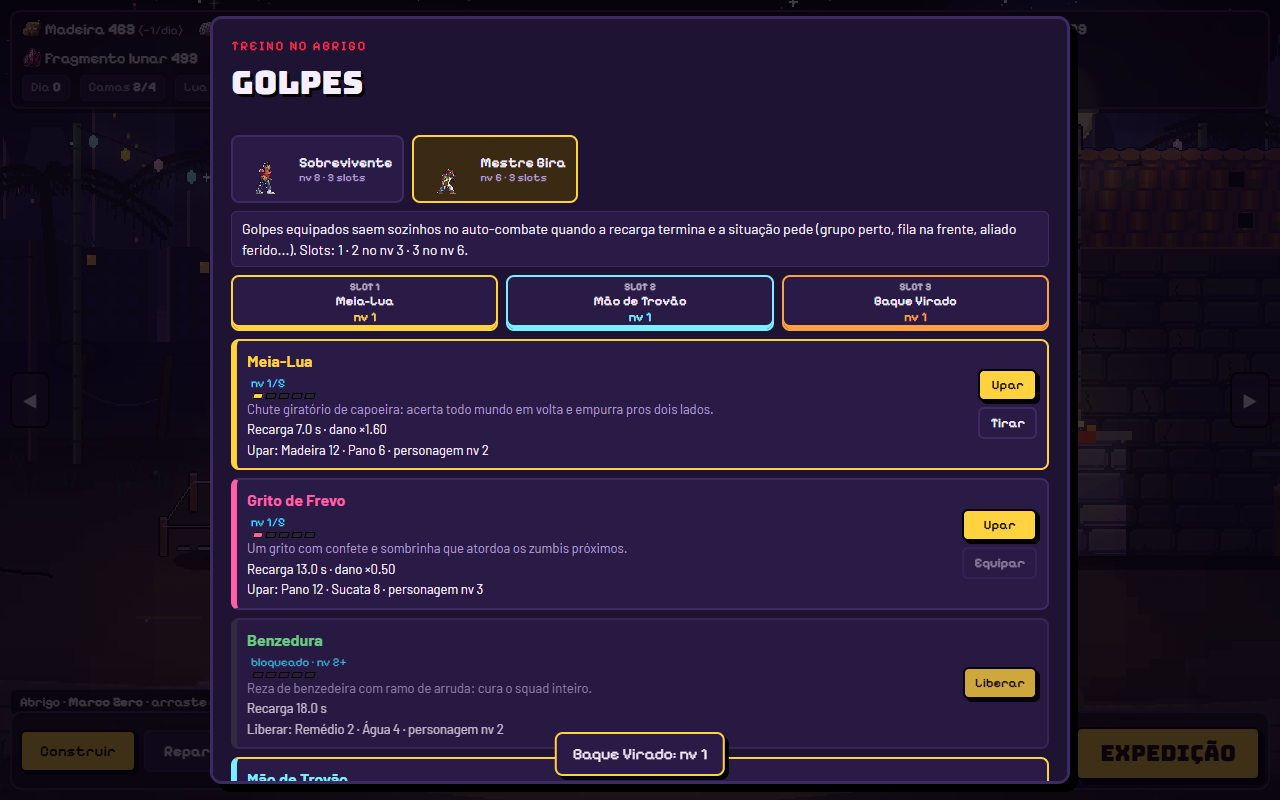 Madeira 469 (-1/dia)
Fragmento lunar 499
Dia 0
Camas 2/4
Lua
TREINO NO ABRIGO
GOLPES
Sobrevivente
nv 8 · 3 slots
Mestre Bira
nv 6 · 3 slots
Golpes equipados saem sozinhos no auto-combate quando a recarga termina e a situação pede (grupo perto, fila na frente, aliado
ferido...). Slots: 1 · 2 no nv 3 · 3 no nv 6.
SLOT 1
Meia-Lua
nv 1
SLOT 2
Mão de Trovão
nv 1
SLOT 3
Baque Virado
nv 1
Meia-Lua
nv 1/5
Chute giratório de capoeira: acerta todo mundo em volta e empurra pros dois lados.
Recarga 7.0 s · dano ×1.60
Upar: Madeira 12 · Pano 6 · personagem nv 2
Upar
Tirar
Grito de Frevo
nv 1/5
Um grito com confete e sombrinha que atordoa os zumbis próximos.
Recarga 13.0 s · dano ×0.50
Upar: Pano 12 · Sucata 8 · personagem nv 3
Upar
Equipar
Benzedura
bloqueado · nv 2+
Reza de benzedeira com ramo de arruda: cura o squad inteiro.
Recarga 18.0 s
Liberar: Remédio 2 · Água 4 · personagem nv 2
Liberar
Mão de Trovão
Baque Virado: nv 1
Abrigo · Marco Zero · arraste
Construir
Repar
EXPEDIÇÃO